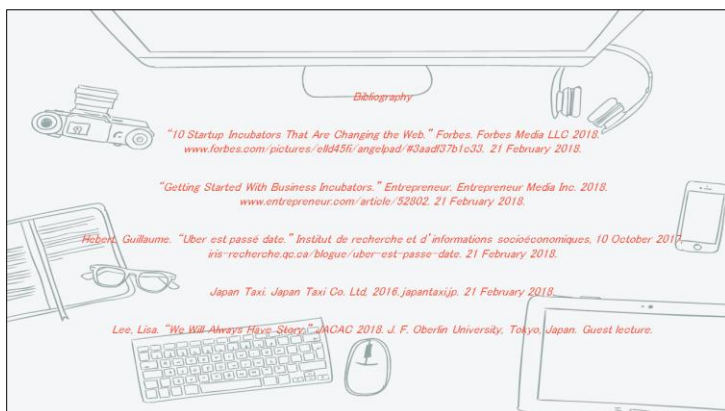 Bibliography
“10 Startup Incubators That Are Changing the Web.” Forbes. Forbes Media LLC 2018.
www.forbes.com/pictures/elld45fi/angelpad/#3aadf37b1c33. 21 February 2018.
“Getting Started With Business Incubators.” Entrepreneur. Entrepreneur Media Inc. 2018.
www.entrepreneur.com/article/52802. 21 February 2018.
Hebert, Guillaume. “Uber est passé date.” Institut de recherche et d’informations socioéconomiques, 10 October 2017,
iris-recherche.qc.ca/blogue/uber-est-passe-date. 21 February 2018.
Japan Taxi. Japan Taxi Co. Ltd, 2016, japantaxi.jp. 21 February 2018.
Lee, Lisa. “We Will Always Have Story.” JACAC 2018. J. F. Oberlin University, Tokyo, Japan. Guest lecture.